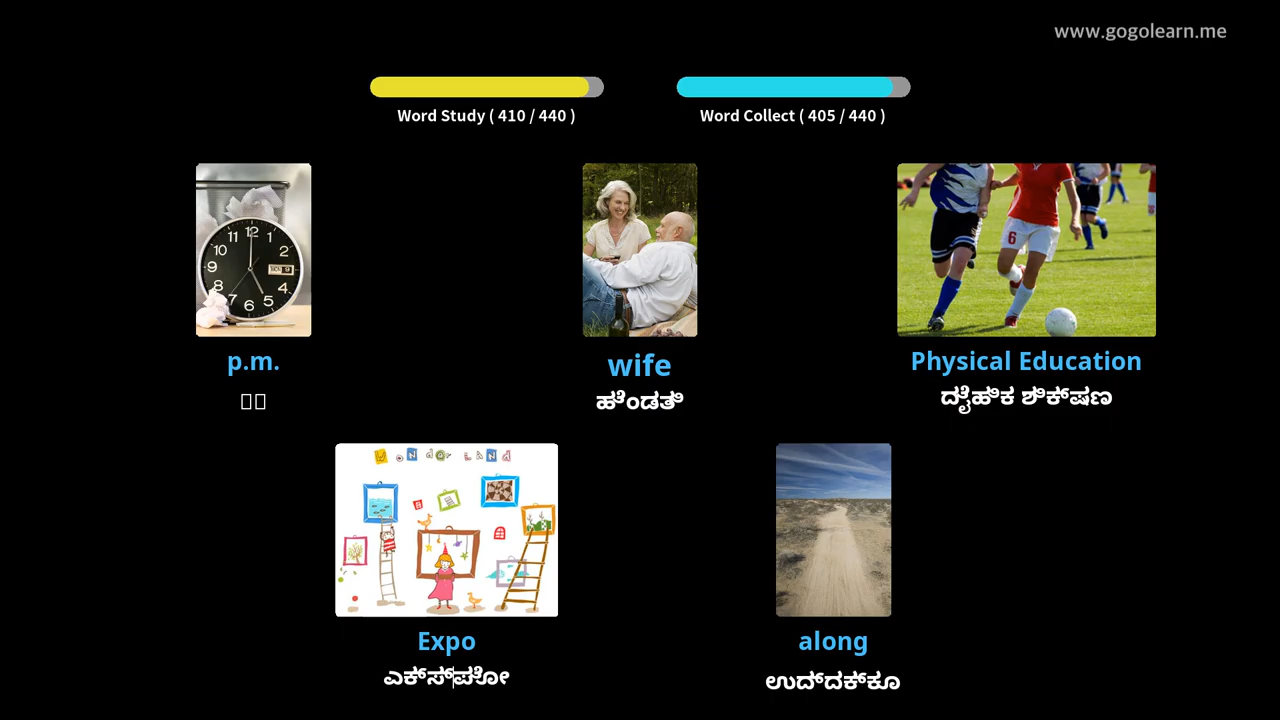 www.gogolearn.me
Word Study ( 410 / 440 )
Word Collect ( 405 / 440 )
p.m.
wife
Physical Education
ಹೆಂಡತಿ
ದೈಹಿಕ ಶಿಕ್ಷಣ
Expo
along
ಎಕ್ಸ್‌ಪೋ
ಉದ್ದಕ್ಕೂ